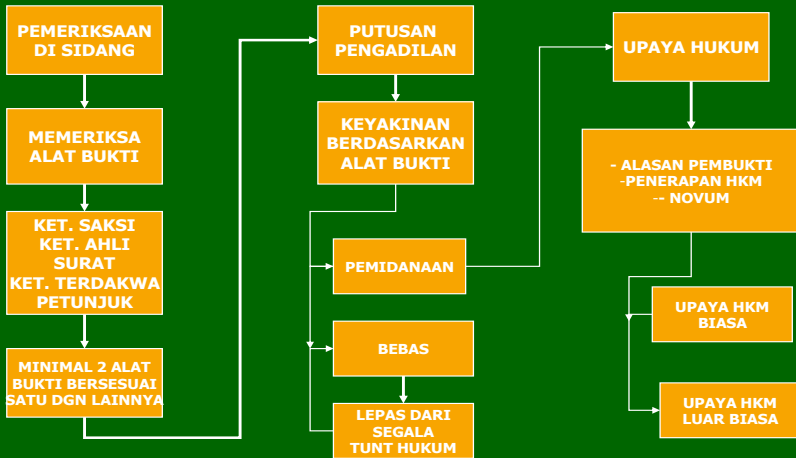 PEMERIKSAAN
DI SIDANG
MEMERIKSA
ALAT BUKTI
KET. SAKSI
KET. AHLI
SURAT
KET. TERDAKWA
PETUNJUK
MINIMAL 2 ALAT
BUKTI BERSESUAI
SATU DGN LAINNYA
PUTUSAN
PENGADILAN
KEYAKINAN
BERDASARKAN
ALAT BUKTI
PEMIDANAAN
BEBAS
LEPAS DARI
SEGALA
TUNT HUKUM
UPAYA HUKUM
- ALASAN PEMBUKTI
-PENERAPAN HKM
-- NOVUM
UPAYA HKM
BIASA
UPAYA HKM
LUAR BIASA